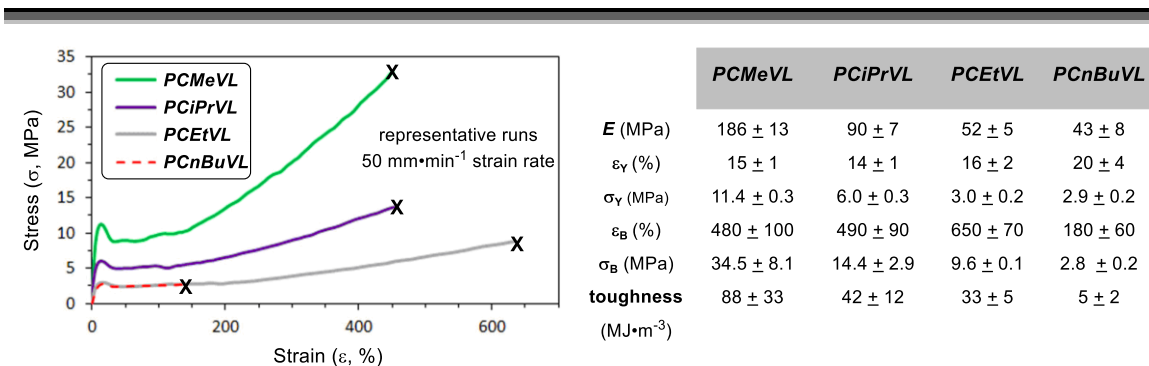 35
30
25
20
15
10
5
0
Stress (σ, MPa)
PCMeVL
PCiPrVL
PCEtVL
PCnBuVL
representative runs
50 mm•min-1 strain rate
X
X
X
X
0 200 400 600
Strain (ε, %)
PCMeVL PCiPrVL PCEtVL PCnBuVL
E (MPa) 186 ± 13 90 ± 7 52 ± 5 43 ± 8
εY (%) 15 ± 1 14 ± 1 16 ± 2 20 ± 4
σY (MPa) 11.4 ± 0.3 6.0 ± 0.3 3.0 ± 0.2 2.9 ± 0.2
εB (%) 480 ± 100 490 ± 90 650 ± 70 180 ± 60
σB (MPa) 34.5 ± 8.1 14.4 ± 2.9 9.6 ± 0.1 2.8 ± 0.2
toughness 88 ± 33 42 ± 12 33 ± 5 5 ± 2
(MJ•m-3)